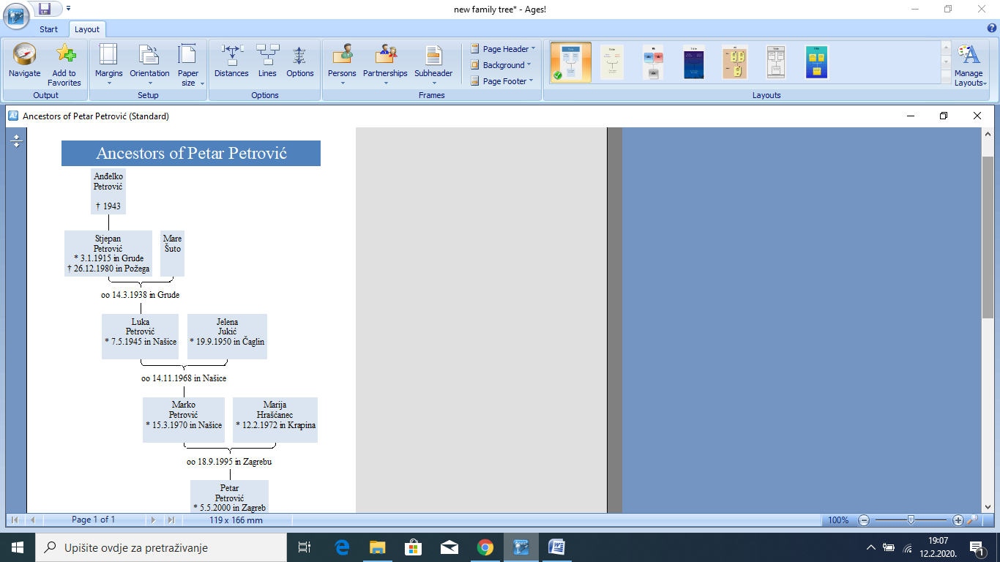 new family tree* - Ages!
Start Layout
Navigate Add to Favorites Margins Orientation Paper size Distances Lines Options Persons Partnerships Subheader Page Header Background Page Footer Manage Layouts
Output Setup Options Frames Layouts
Ancestors of Petar Petrović (Standard)
Ancestors of Petar Petrović
Anđelko
Petrović
† 1943
Stjepan
Petrović
* 3.1.1915 in Grude
† 26.12.1980 in Požega
Mare
Šuto
oo 14.3.1938 in Grude
Luka
Petrović
* 7.5.1945 in Našice
Jelena
Jukić
* 19.9.1950 in Čaglin
oo 14.11.1968 in Našice
Marko
Petrović
* 15.3.1970 in Našice
Marija
Hrašćanec
* 12.2.1972 in Krapina
oo 18.9.1995 in Zagrebu
Petar
Petrović
* 5.5.2000 in Zagreb
Page 1 of 1 119 x 166 mm 100%
Upišite ovdje za pretraživanje
19:07
12.2.2020.
1